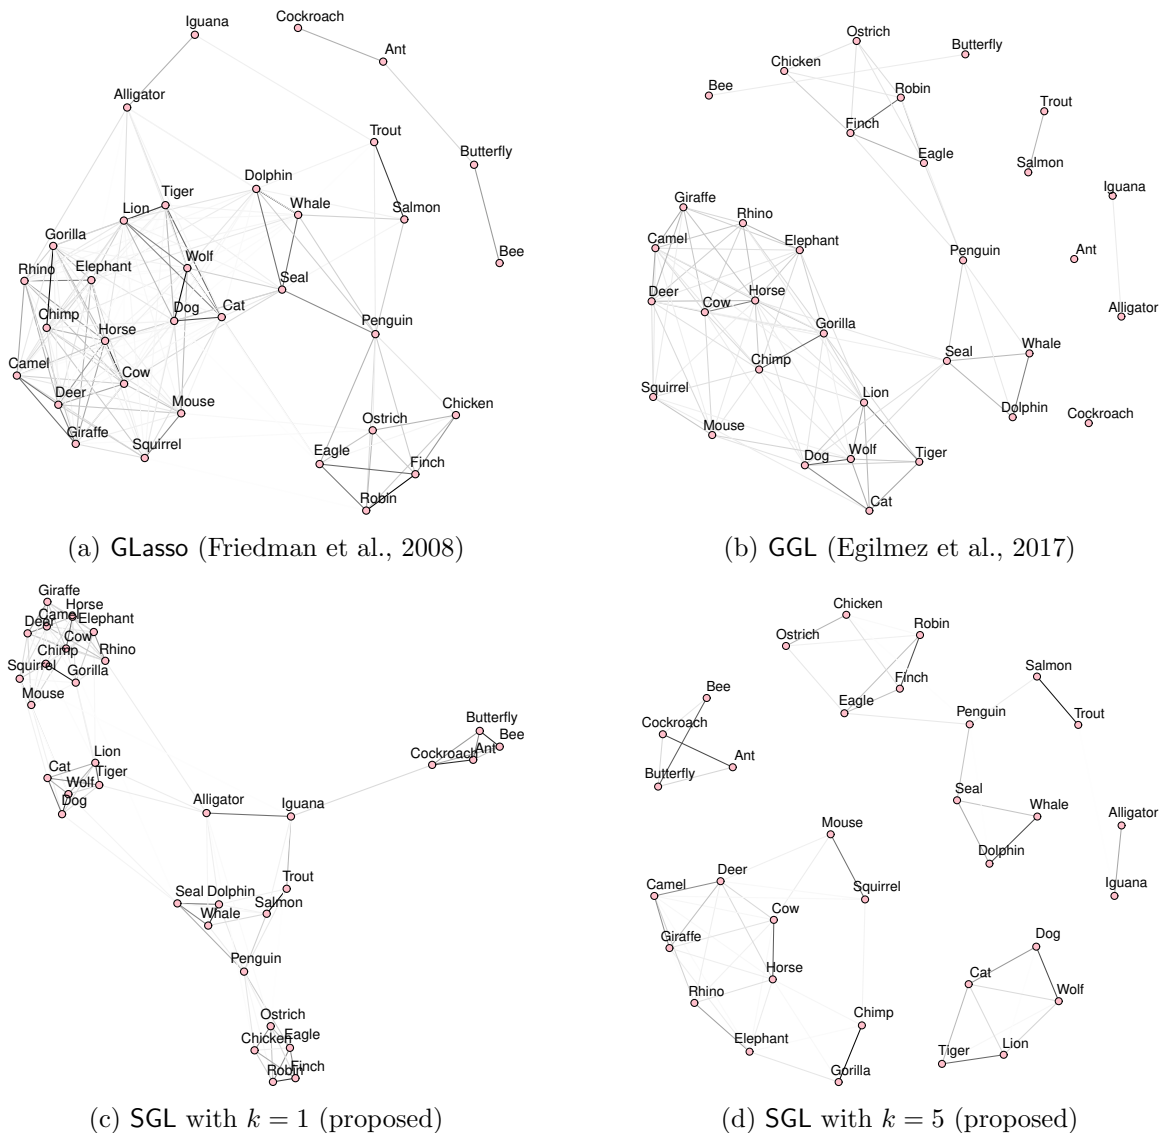 Iguana
Cockroach
Ant
Alligator
Trout
Butterfly
Dolphin
Tiger
Whale
Lion
Salmon
Gorilla
Wolf
Bee
Rhino
Elephant
Seal
Chimp
Dog
Cat
Horse
Penguin
Camel
Cow
Deer
Mouse
Giraffe
Squirrel
Ostrich
Chicken
Eagle
Finch
Robin
(a) GLasso (Friedman et al., 2008)
Ostrich
Butterfly
Chicken
Bee
Robin
Trout
Finch
Eagle
Salmon
Iguana
Giraffe
Rhino
Camel
Elephant
Penguin
Ant
Deer
Cow
Horse
Alligator
Gorilla
Chimp
Seal
Whale
Squirrel
Lion
Dolphin
Cockroach
Mouse
Dog
Wolf
Tiger
Cat
(b) GGL (Egilmez et al., 2017)
Giraffe
Horse
Camel
Deer
Elephant
Cow
Chimp
Rhino
Squirrel
Gorilla
Mouse
Butterfly
Bee
Cockroach
Ant
Lion
Cat
Tiger
Wolf
Dog
Alligator
Iguana
Trout
Seal
Dolphin
Salmon
Whale
Penguin
Ostrich
Chicken
Eagle
Robin
Finch
(c) SGL with k = 1 (proposed)
Chicken
Robin
Ostrich
Salmon
Finch
Bee
Eagle
Penguin
Trout
Cockroach
Ant
Butterfly
Seal
Whale
Alligator
Mouse
Dolphin
Deer
Camel
Squirrel
Iguana
Cow
Giraffe
Dog
Horse
Cat
Rhino
Wolf
Chimp
Elephant
Tiger
Lion
Gorilla
(d) SGL with k = 5 (proposed)